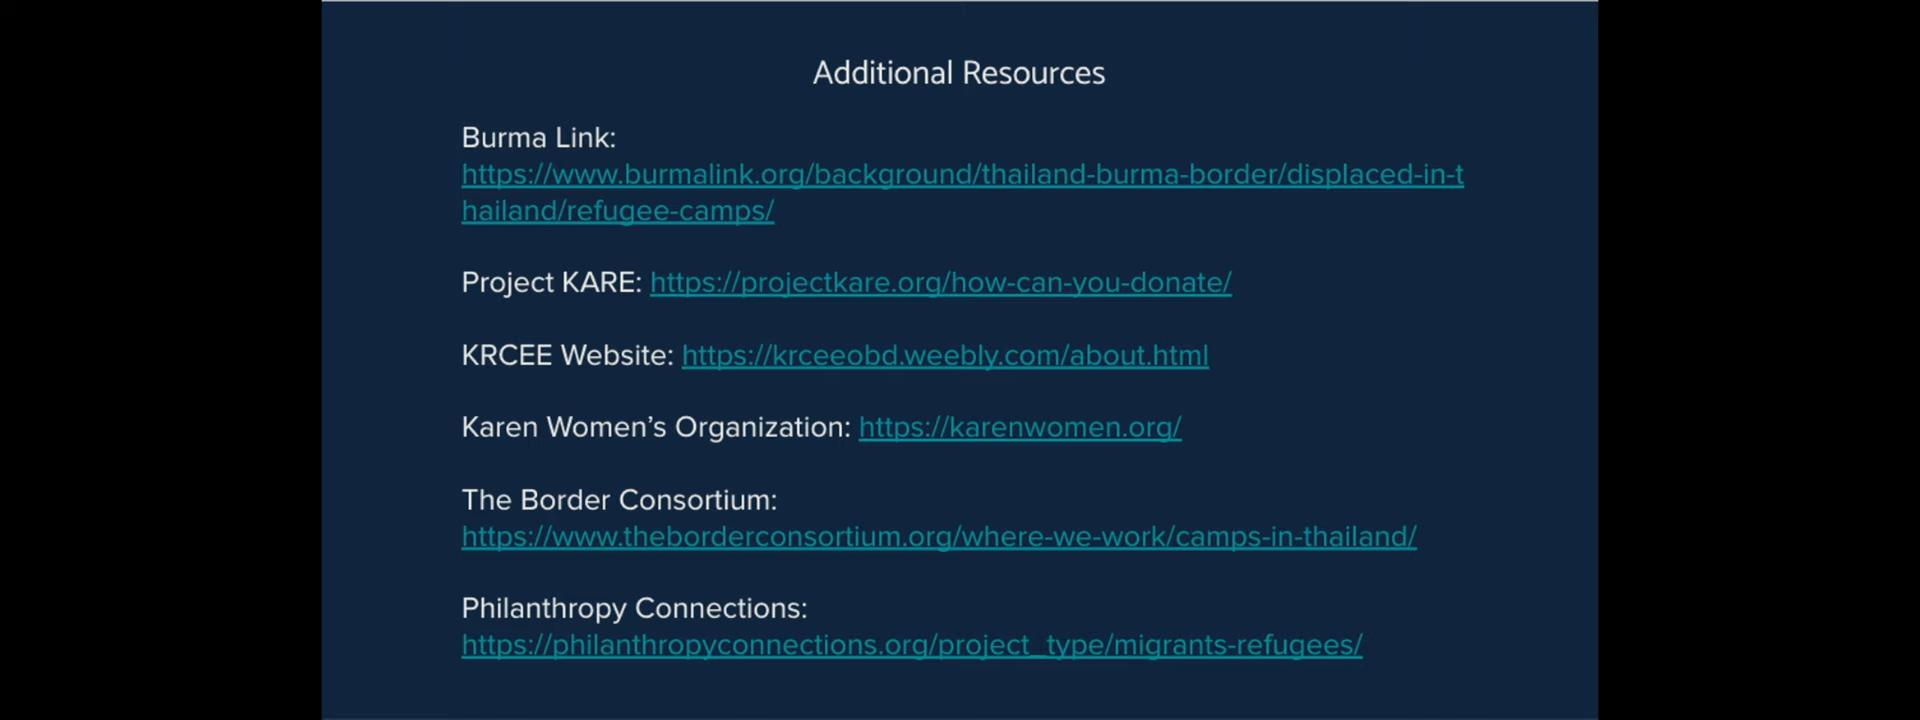 Additional Resources
Burma Link:
https://www.burmalink.org/background/thailand-burma-border/displaced-in-t
hailand/refugee-camps/
Project KARE: https://projectkare.org/how-can-you-donate/
KRCEE Website: https://krceeobd.weebly.com/about.html
Karen Women’s Organization: https://karenwomen.org/
The Border Consortium:
https://www.theborderconsortium.org/where-we-work/camps-in-thailand/
Philanthropy Connections:
https://philanthropyconnections.org/project_type/migrants-refugees/